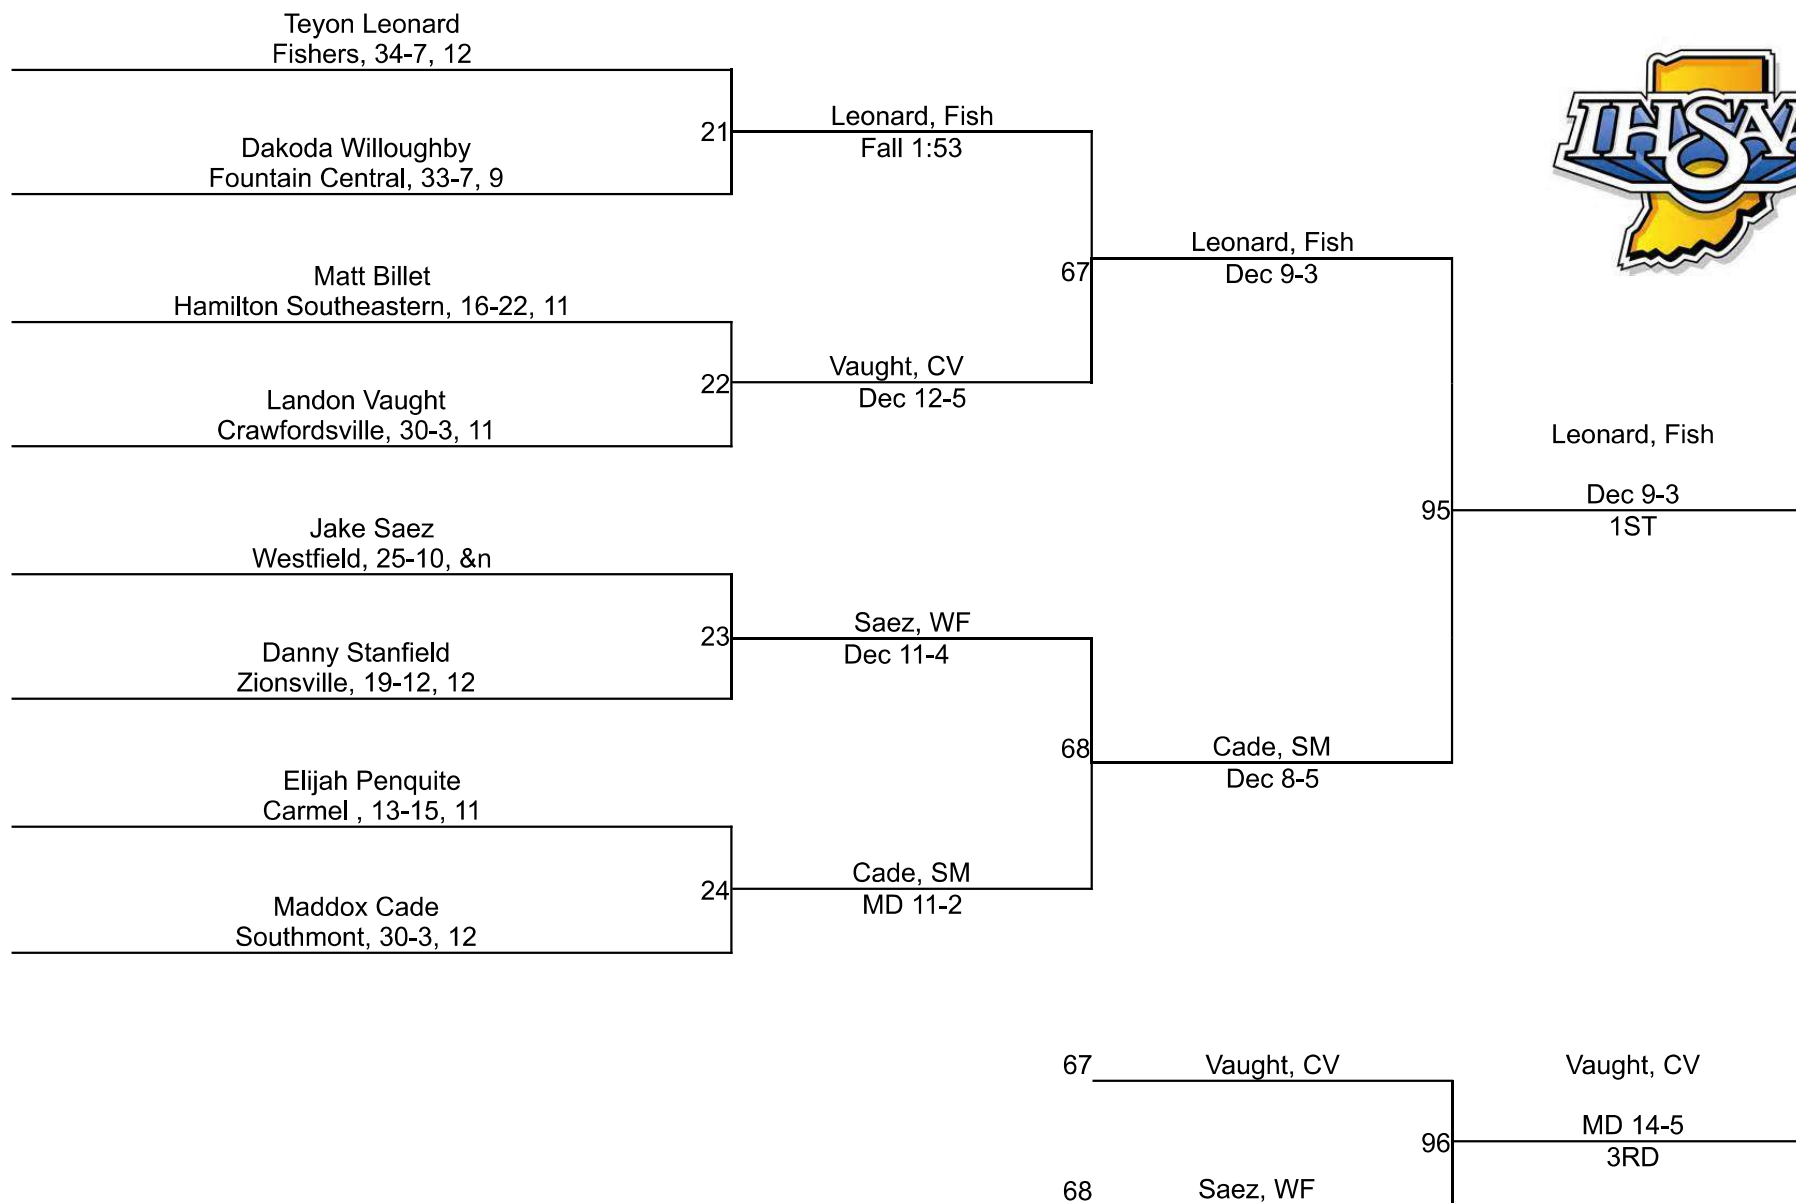 Teyon Leonard
Fishers, 34-7, 12
21
Leonard, Fish
Fall 1:53
Dakoda Willoughby
Fountain Central, 33-7, 9
IHSAA
67
Leonard, Fish
Dec 9-3
Matt Billet
Hamilton Southeastern, 16-22, 11
22
Vaught, CV
Dec 12-5
Landon Vaught
Crawfordsville, 30-3, 11
95
Leonard, Fish
Dec 9-3
1ST
Jake Saez
Westfield, 25-10, &n
23
Saez, WF
Dec 11-4
Danny Stanfield
Zionsville, 19-12, 12
68
Cade, SM
Dec 8-5
Elijah Penquite
Carmel , 13-15, 11
24
Cade, SM
MD 11-2
Maddox Cade
Southmont, 30-3, 12
67
Vaught, CV
96
Vaught, CV
MD 14-5
3RD
68
Saez, WF